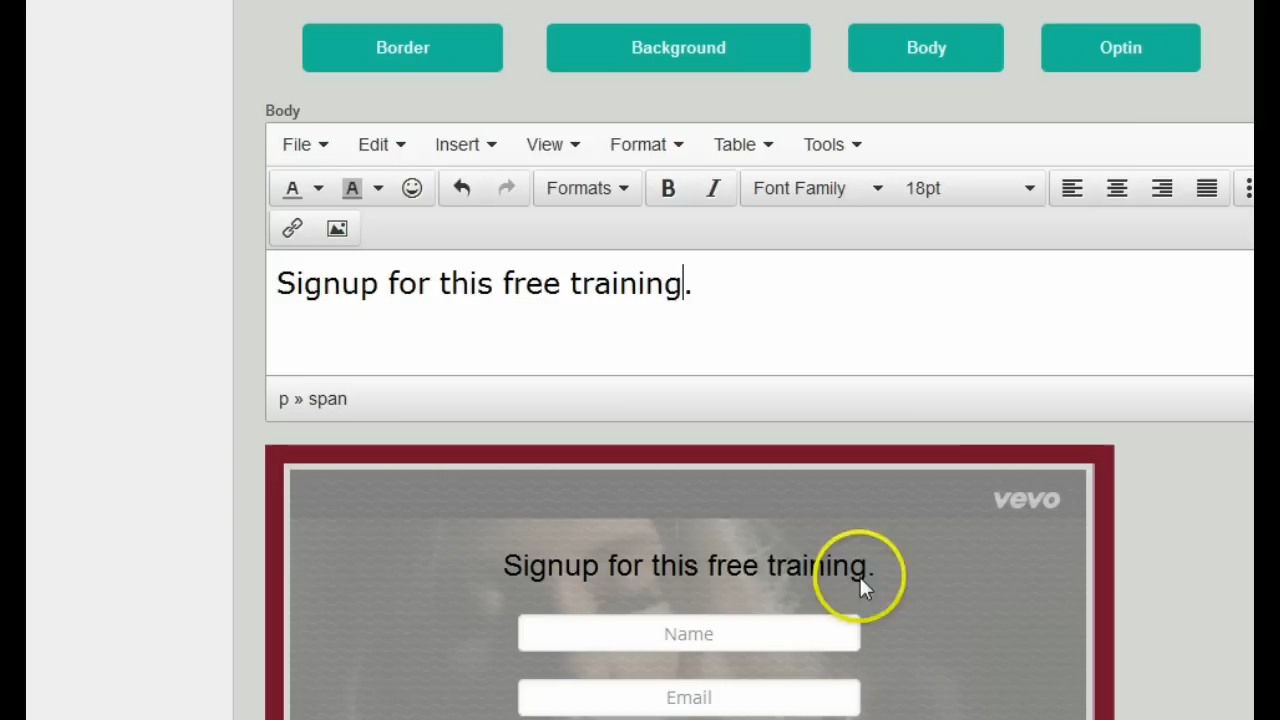 Border Background Body Optin
Body
File Edit Insert View Format Table Tools
A A Formats B I Font Family 18pt
Signup for this free training.
p » span
vevo
Signup for this free training.
Name
Email